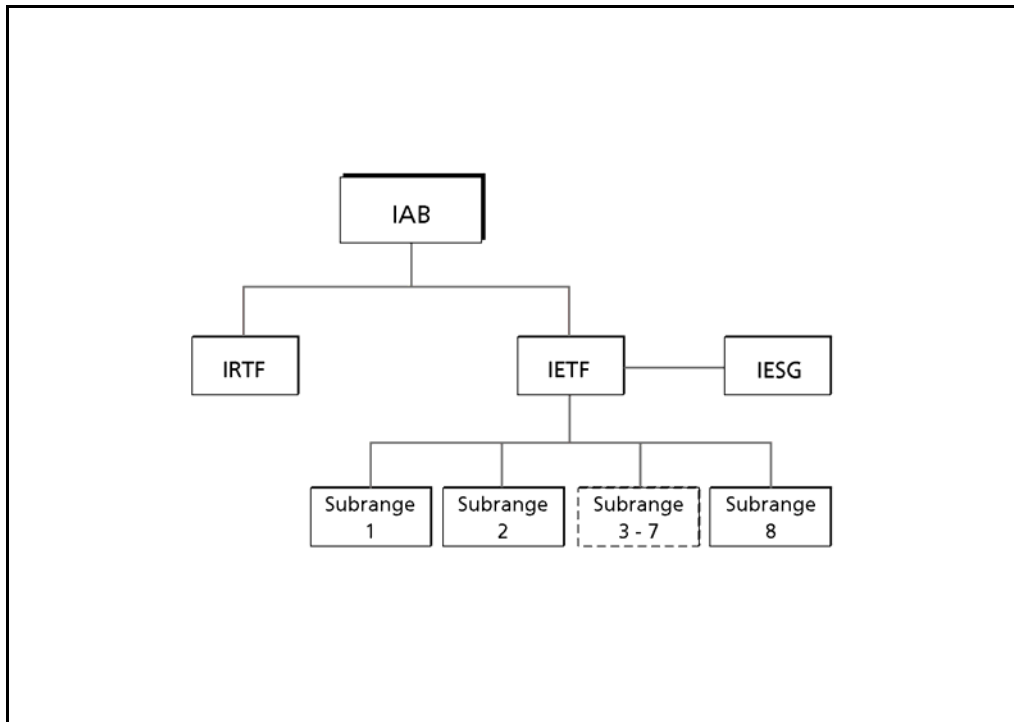 IAB
IRTF
IETF
IESG
Subrange
1
Subrange
2
Subrange
3 - 7
Subrange
8